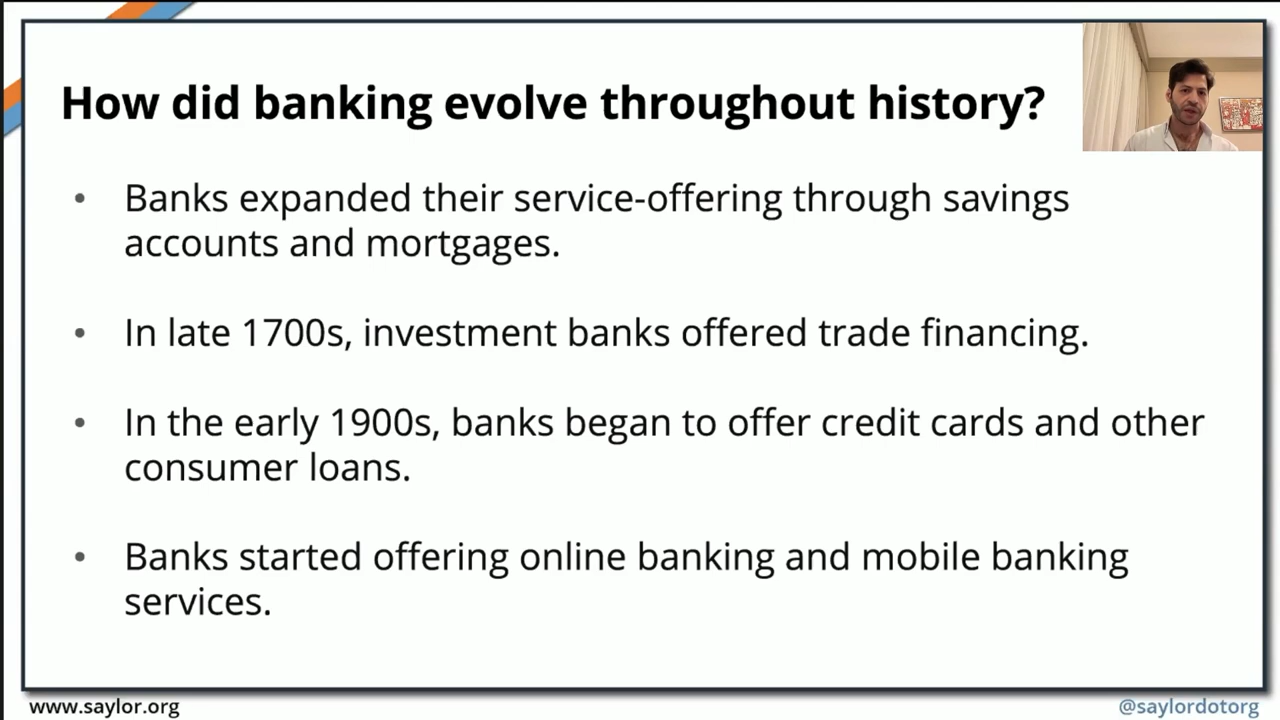 How did banking evolve throughout history?
• Banks expanded their service-offering through savings
accounts and mortgages.
• In late 1700s, investment banks offered trade financing.
• In the early 1900s, banks began to offer credit cards and other
consumer loans.
• Banks started offering online banking and mobile banking
services.
www.saylor.org
@saylordotorg